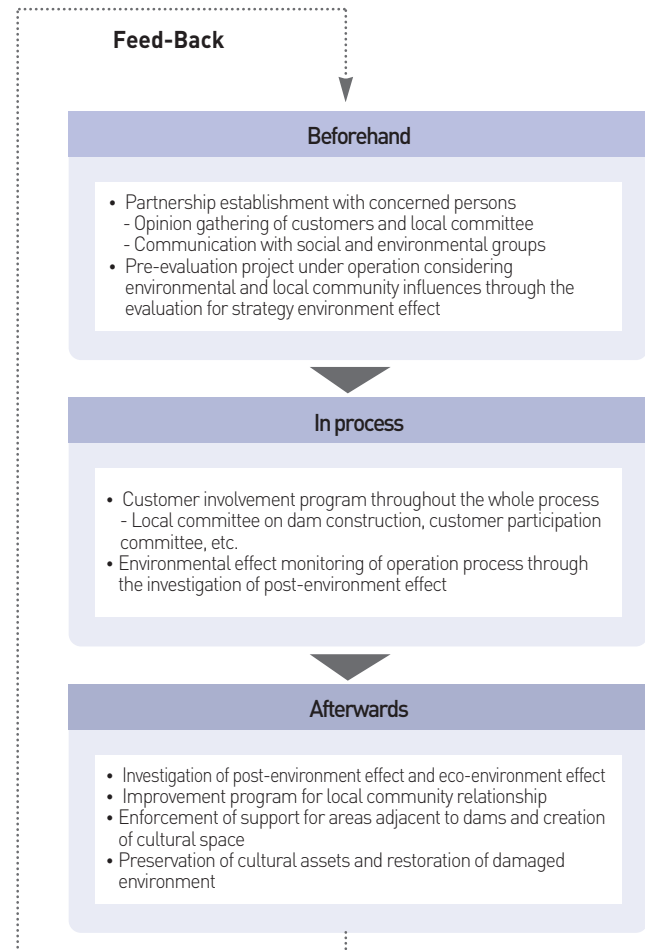 Feed-Back
Beforehand
• Partnership establishment with concerned persons
- Opinion gathering of customers and local committee
- Communication with social and environmental groups
• Pre-evaluation project under operation considering
environmental and local community influences through the
evaluation for strategy environment effect
In process
• Customer involvement program throughout the whole process
- Local committee on dam construction, customer participation
committee, etc.
• Environmental effect monitoring of operation process through
the investigation of post-environment effect
Afterwards
• Investigation of post-environment effect and eco-environment effect
• Improvement program for local community relationship
• Enforcement of support for areas adjacent to dams and creation
of cultural space
• Preservation of cultural assets and restoration of damaged
environment